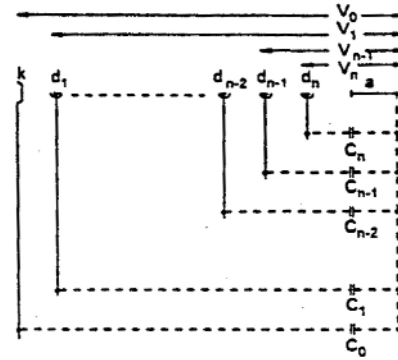 V0
V1
Vn-1
Vn
k d1 dn-2 dn-1 dn a
Cn
Cn-1
Cn-2
C1
C0